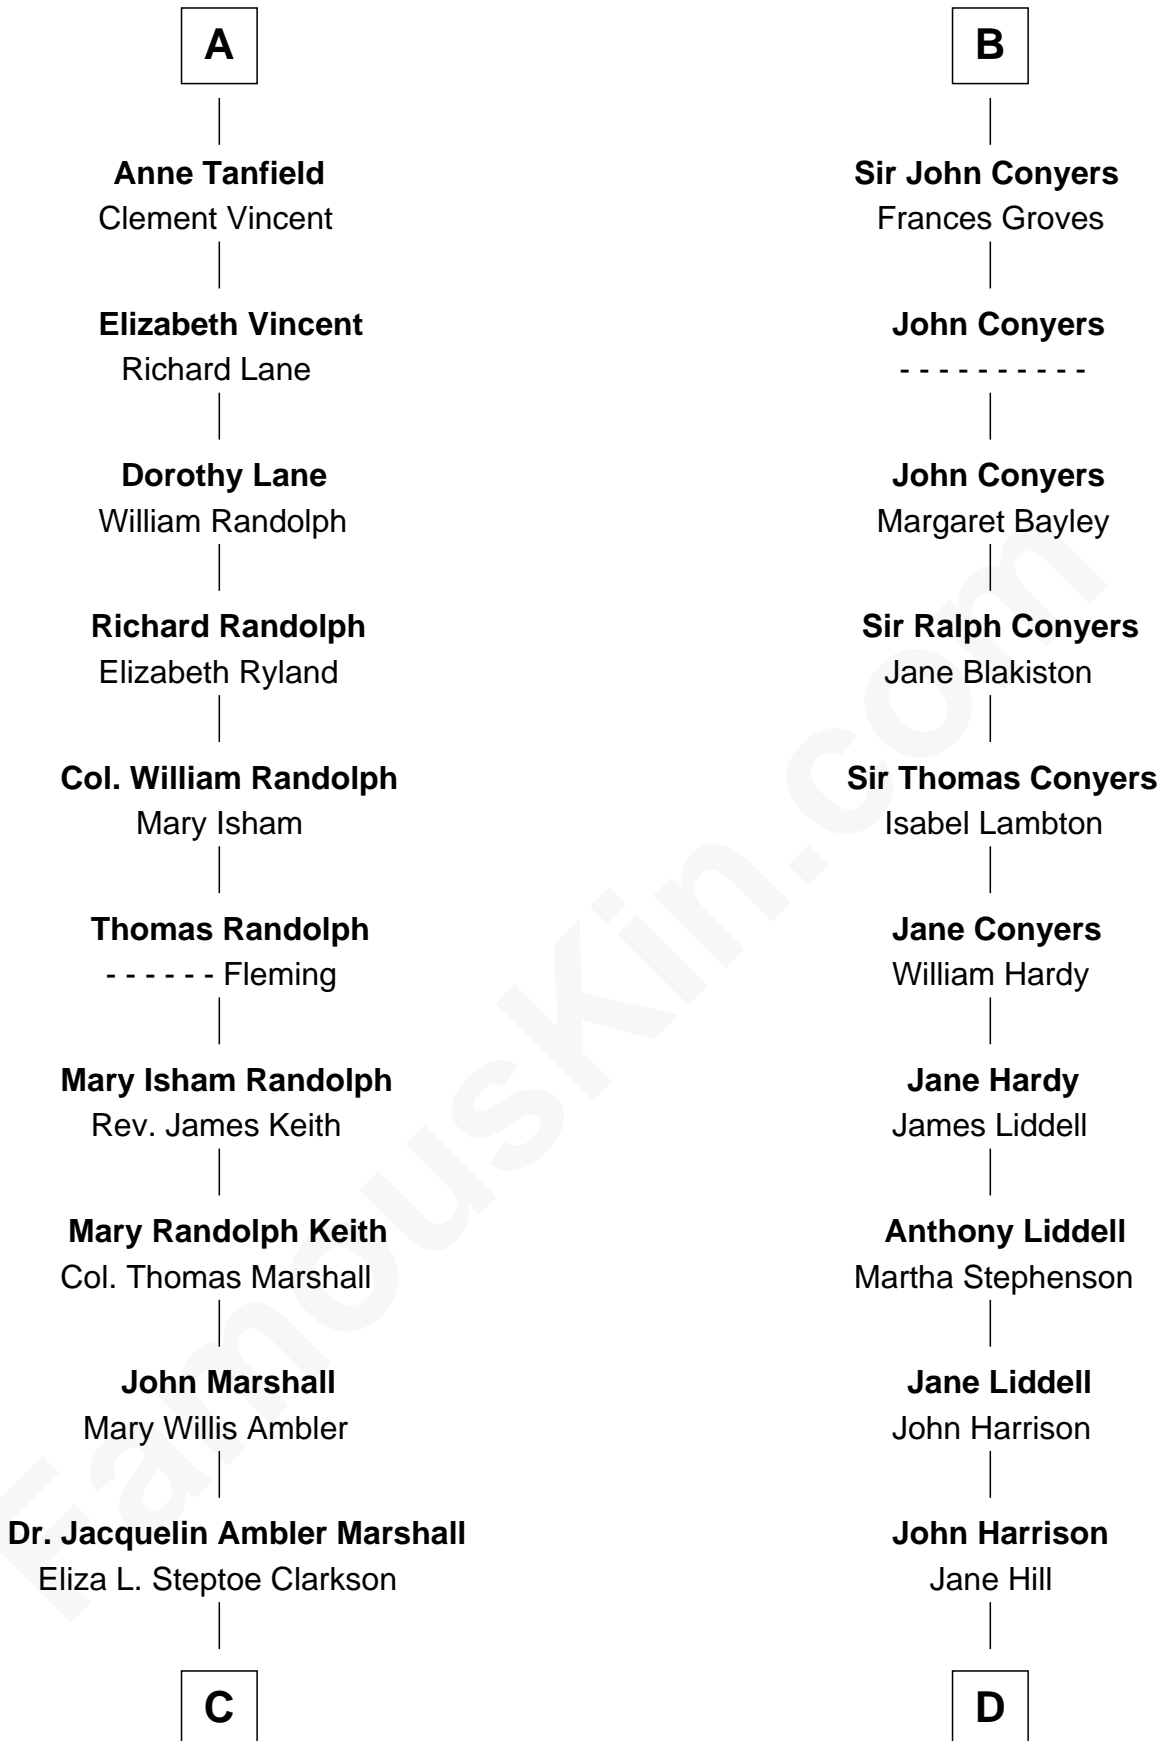 A
Anne Tanfield
Clement Vincent
Elizabeth Vincent
Richard Lane
Dorothy Lane
William Randolph
Richard Randolph
Elizabeth Ryland
Col. William Randolph
Mary Isham
Thomas Randolph
- - - - - - Fleming
Mary Isham Randolph
Rev. James Keith
Mary Randolph Keith
Col. Thomas Marshall
John Marshall
Mary Willis Ambler
Dr. Jacquelin Ambler Marshall
Eliza L. Steptoe Clarkson
C
B
Sir John Conyers
Frances Groves
John Conyers
- - - - - - - - - -
John Conyers
Margaret Bayley
Sir Ralph Conyers
Jane Blakiston
Sir Thomas Conyers
Isabel Lambton
Jane Conyers
William Hardy
Jane Hardy
James Liddell
Anthony Liddell
Martha Stephenson
Jane Liddell
John Harrison
John Harrison
Jane Hill
D
FamousKin.com